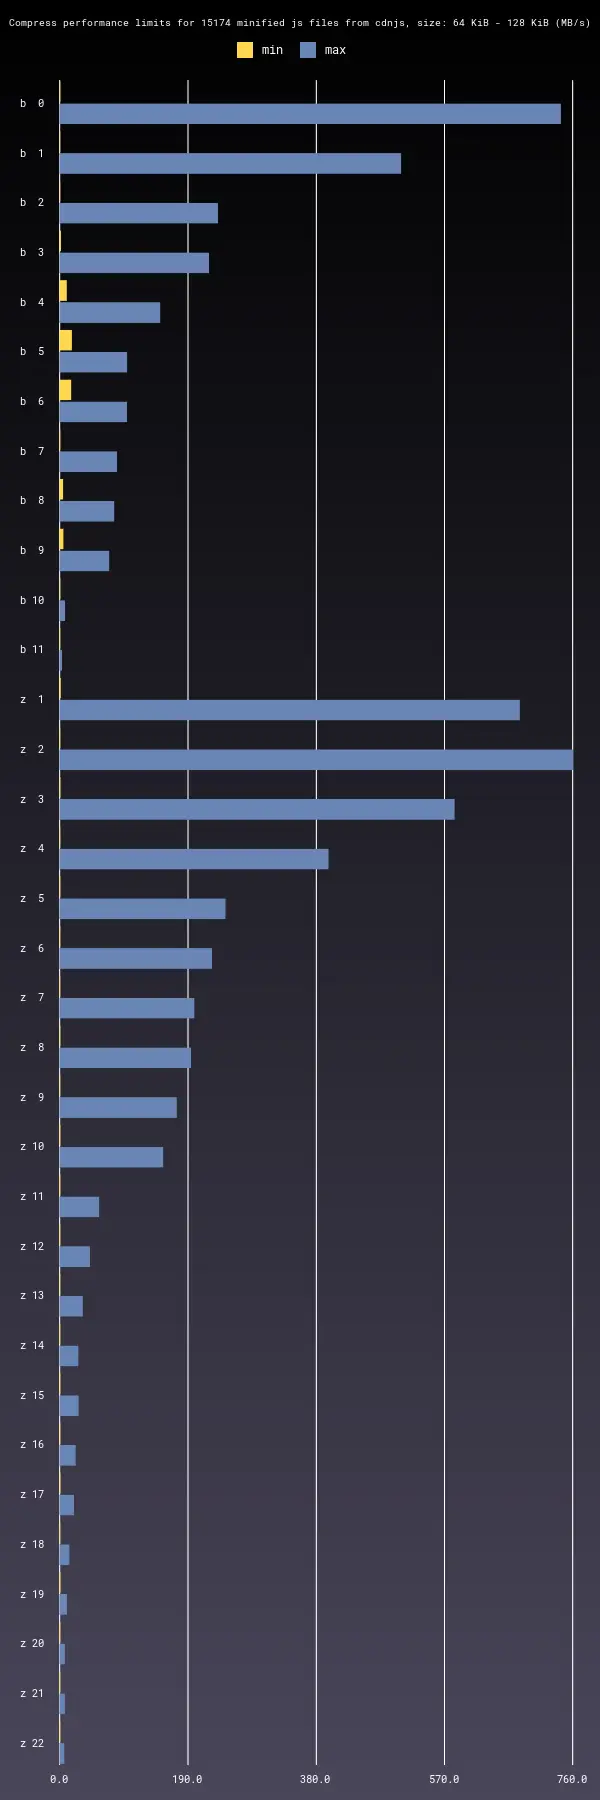 Compress performance limits for 15174 minified js files from cdnjs, size: 64 KiB - 128 KiB (MB/s)
min max
b 0
b 1
b 2
b 3
b 4
b 5
b 6
b 7
b 8
b 9
b 10
b 11
z 1
z 2
z 3
z 4
z 5
z 6
z 7
z 8
z 9
z 10
z 11
z 12
z 13
z 14
z 15
z 16
z 17
z 18
z 19
z 20
z 21
z 22
0.0 190.0 380.0 570.0 760.0